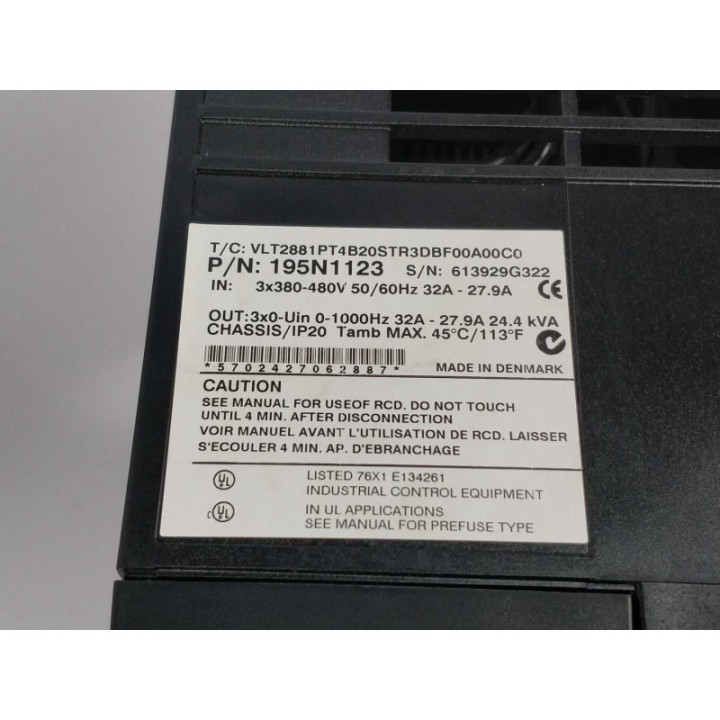 T/C: VLT2881PT4B20STR3DBF00A00C0
P/N: 195N1123 S/N: 613929G322
IN: 3x380-480V 50/60Hz 32A - 27.9A
CE
OUT:3x0-Uin 0-1000Hz 32A - 27.9A 24.4 kVA
CHASSIS/IP20 Tamb MAX. 45°C/113°F
*5702427062887* MADE IN DENMARK
CAUTION
SEE MANUAL FOR USEOF RCD. DO NOT TOUCH
UNTIL 4 MIN. AFTER DISCONNECTION
VOIR MANUEL AVANT L'UTILISATION DE RCD. LAISSER
S'ECOULER 4 MIN. AP. D'EBRANCHAGE
UL LISTED 76X1 E134261
INDUSTRIAL CONTROL EQUIPMENT
c UL IN UL APPLICATIONS
SEE MANUAL FOR PREFUSE TYPE